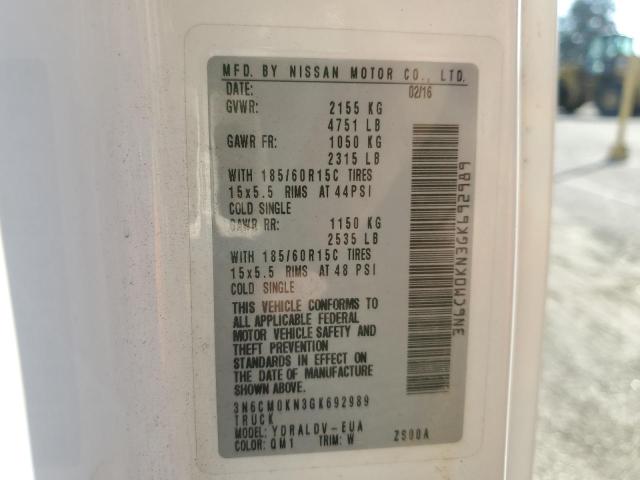 MFD. BY NISSAN MOTOR CO., LTD.
DATE: 02/16
GVWR: 2155 KG
4751 LB
GAWR FR: 1050 KG
2315 LB
WITH 185/60R15C TIRES
15x5.5 RIMS AT 44PSI
COLD SINGLE
GAWR RR: 1150 KG
2535 LB
WITH 185/60R15C TIRES
15x5.5 RIMS AT 48 PSI
COLD SINGLE
THIS VEHICLE CONFORMS TO
ALL APPLICABLE FEDERAL
MOTOR VEHICLE SAFETY AND
THEFT PREVENTION
STANDARDS IN EFFECT ON
THE DATE OF MANUFACTURE
SHOWN ABOVE.
3N6CM0KN3GK692989
TRUCK
MODEL: YDRALDV-EUA
COLOR: QM1 TRIM: W ZS00A
3N6CM0KN3GK692989